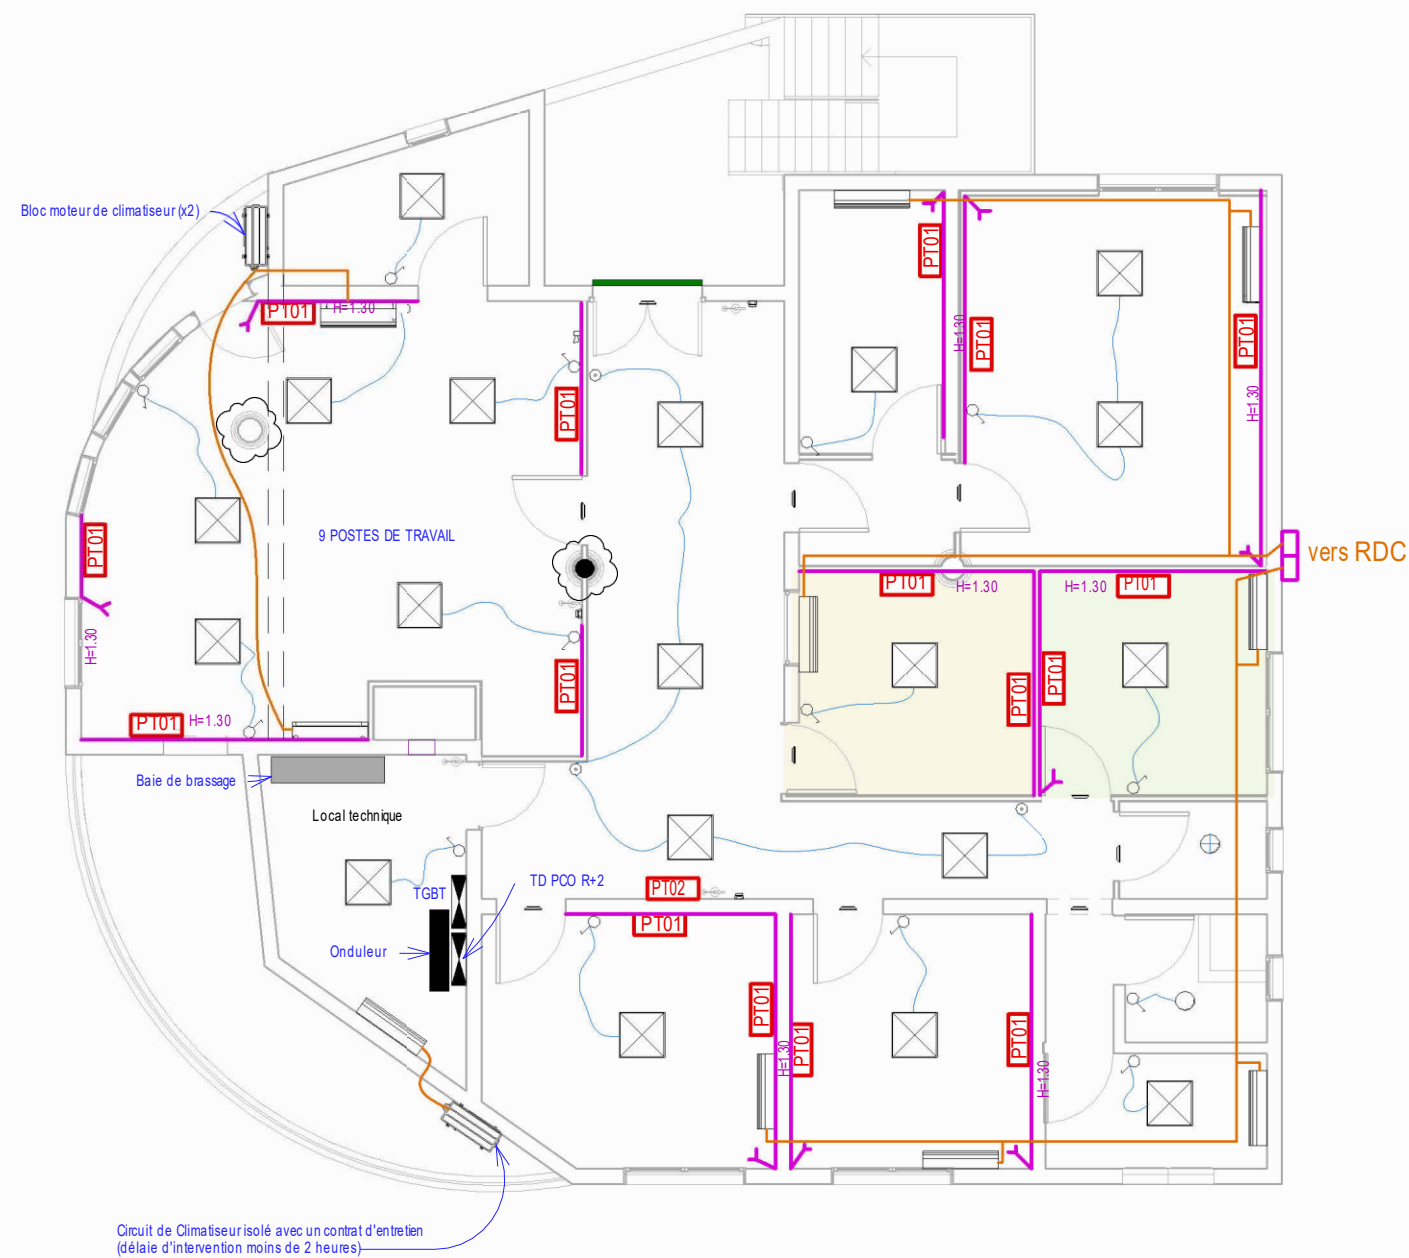 Bloc moteur de climatiseur (x2)
PT01
H=1.30
PT01
PT01
H=1.30
PT01
PT01
H=1.30
PT01
PT01
9 POSTES DE TRAVAIL
vers RDC
PT01
H=1.30
H=1.30
PT01
H=1.30
PT01
PT01
PT01
PT01
H=1.30
Baie de brassage
Local technique
TGBT
TD PCO R+2
PT02
PT01
Onduleur
PT01
PT01
H=1.30
PT01
H=1.30
Circuit de Climatiseur isolé avec un contrat d'entretien
(délaie d'intervention moins de 2 heures)